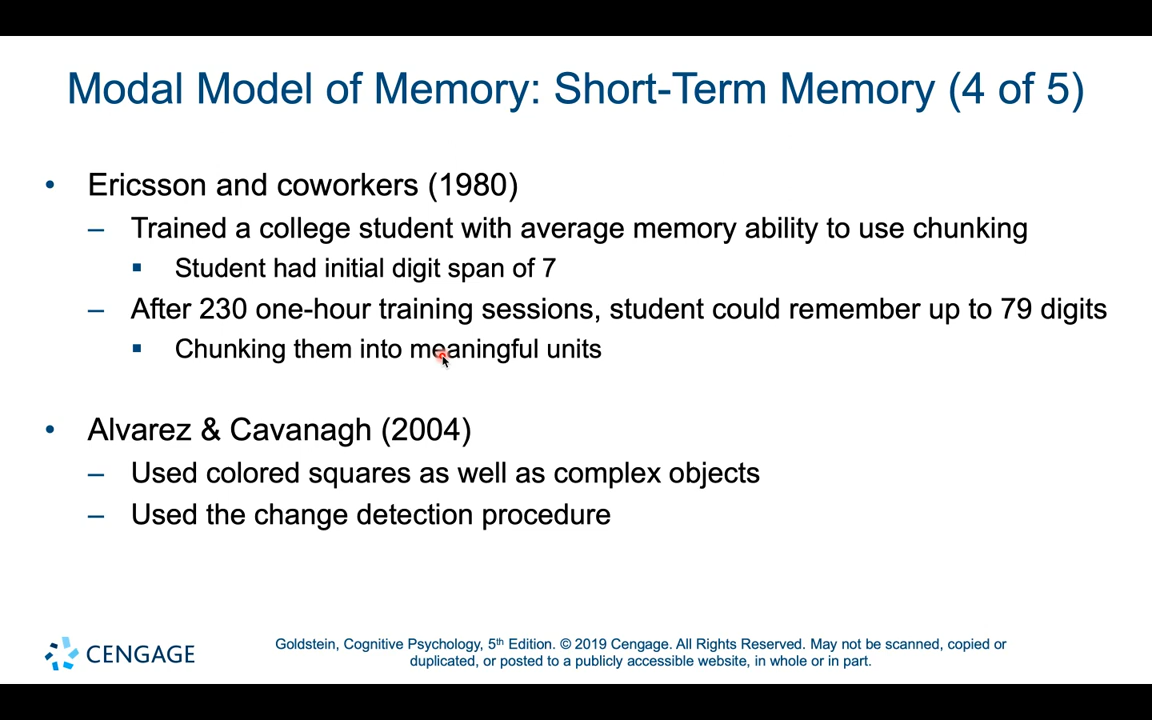 Modal Model of Memory: Short-Term Memory (4 of 5)
• Ericsson and coworkers (1980)
– Trained a college student with average memory ability to use chunking
▪ Student had initial digit span of 7
– After 230 one-hour training sessions, student could remember up to 79 digits
▪ Chunking them into meaningful units
• Alvarez & Cavanagh (2004)
– Used colored squares as well as complex objects
– Used the change detection procedure
CENGAGE
Goldstein, Cognitive Psychology, 5th Edition. © 2019 Cengage. All Rights Reserved. May not be scanned, copied or
duplicated, or posted to a publicly accessible website, in whole or in part.